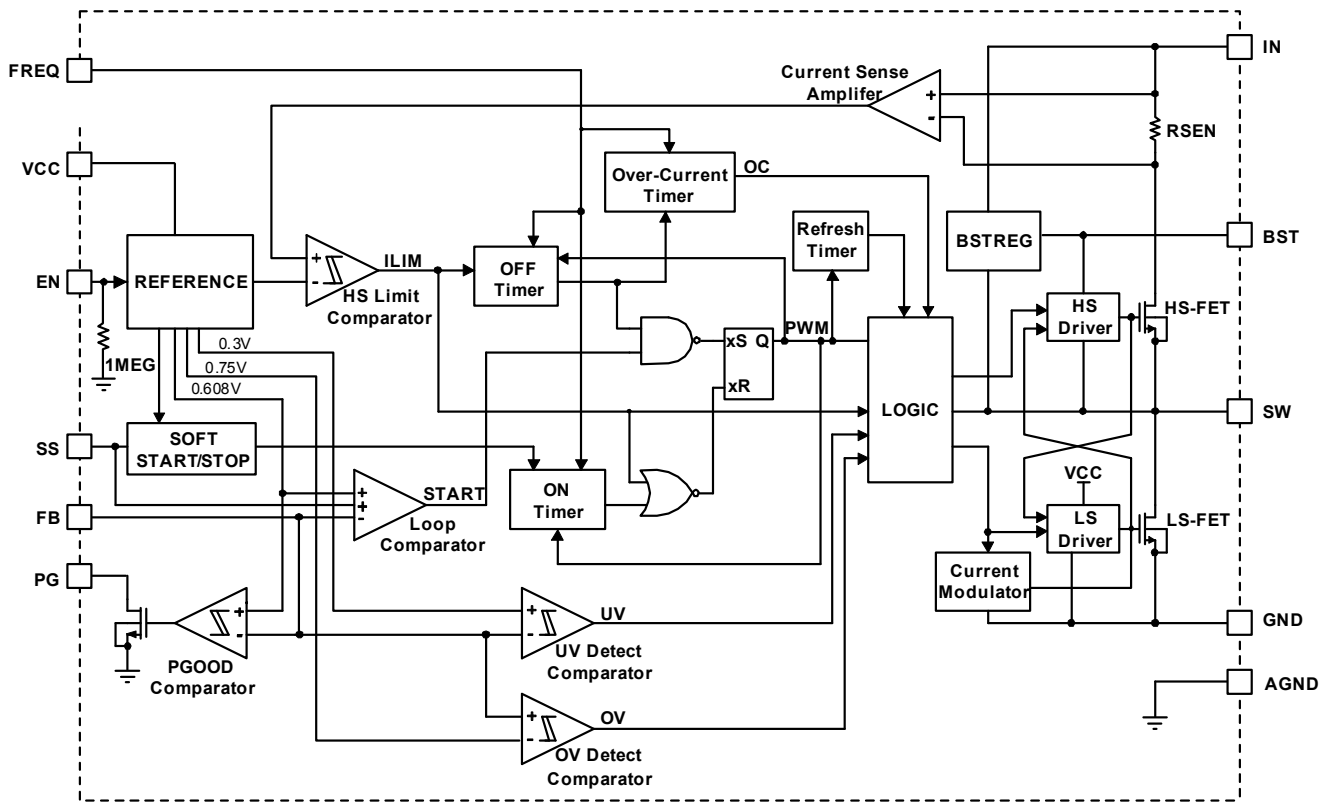 IN
FREQ
Current Sense
Amplifer
+
-
RSEN
VCC
Over-Current
Timer
OC
Refresh
Timer
BSTREG
BST
EN
REFERENCE
+
-
ILIM
HS Limit
Comparator
OFF
Timer
HS
Driver
HS-FET
1MEG
0.3V
0.75V
0.608V
xS Q
xR
PWM
LOGIC
SW
SS
SOFT
START/STOP
+
+
-
START
Loop
Comparator
ON
Timer
VCC
LS
Driver
LS-FET
FB
PG
Current
Modulator
+
-
PGOOD
Comparator
+
-
UV
UV Detect
Comparator
GND
AGND
+
-
OV
OV Detect
Comparator